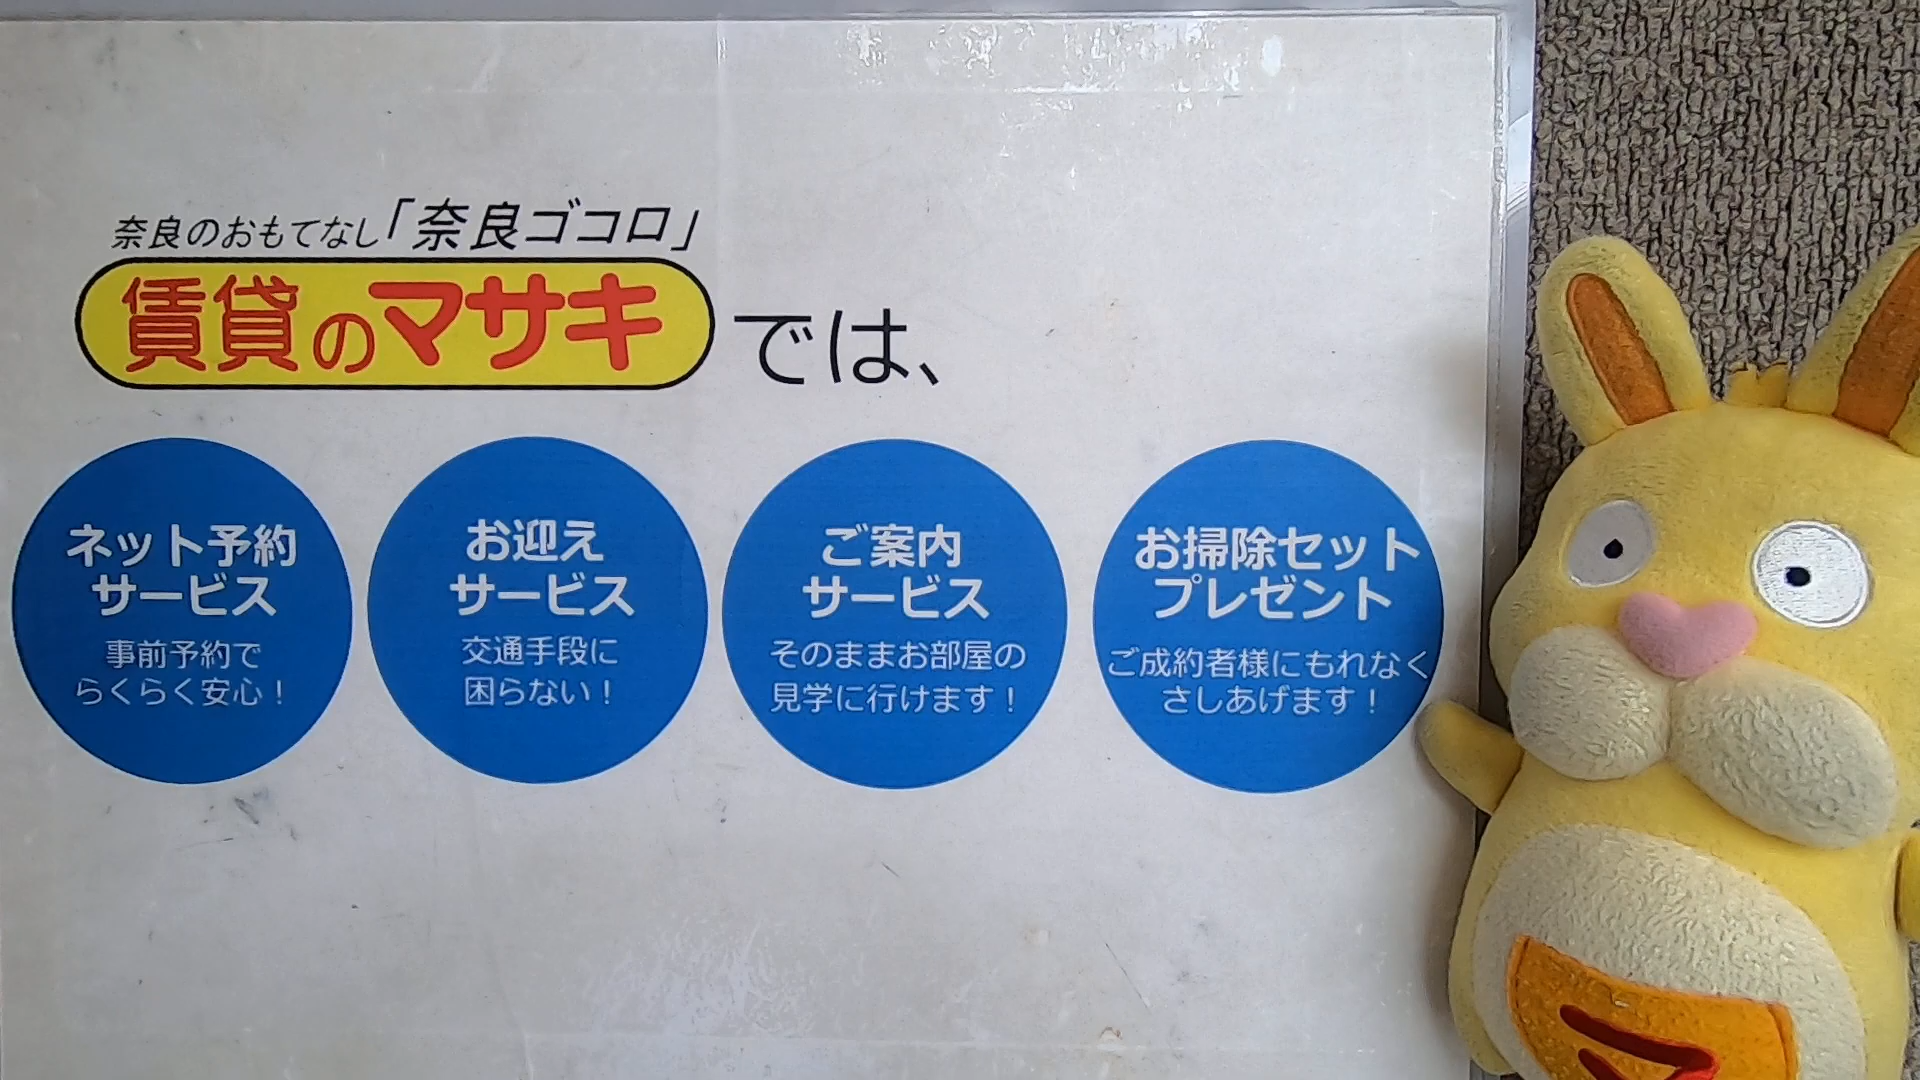 奈良のおもてなし「奈良ゴコロ」
賃貸のマサキでは、
ネット予約
サービス
事前予約で
らくらく安心！
お迎え
サービス
交通手段に
困らない！
ご案内
サービス
そのままお部屋の
見学に行けます！
お掃除セット
プレゼント
ご成約者様にもれなく
さしあげます！